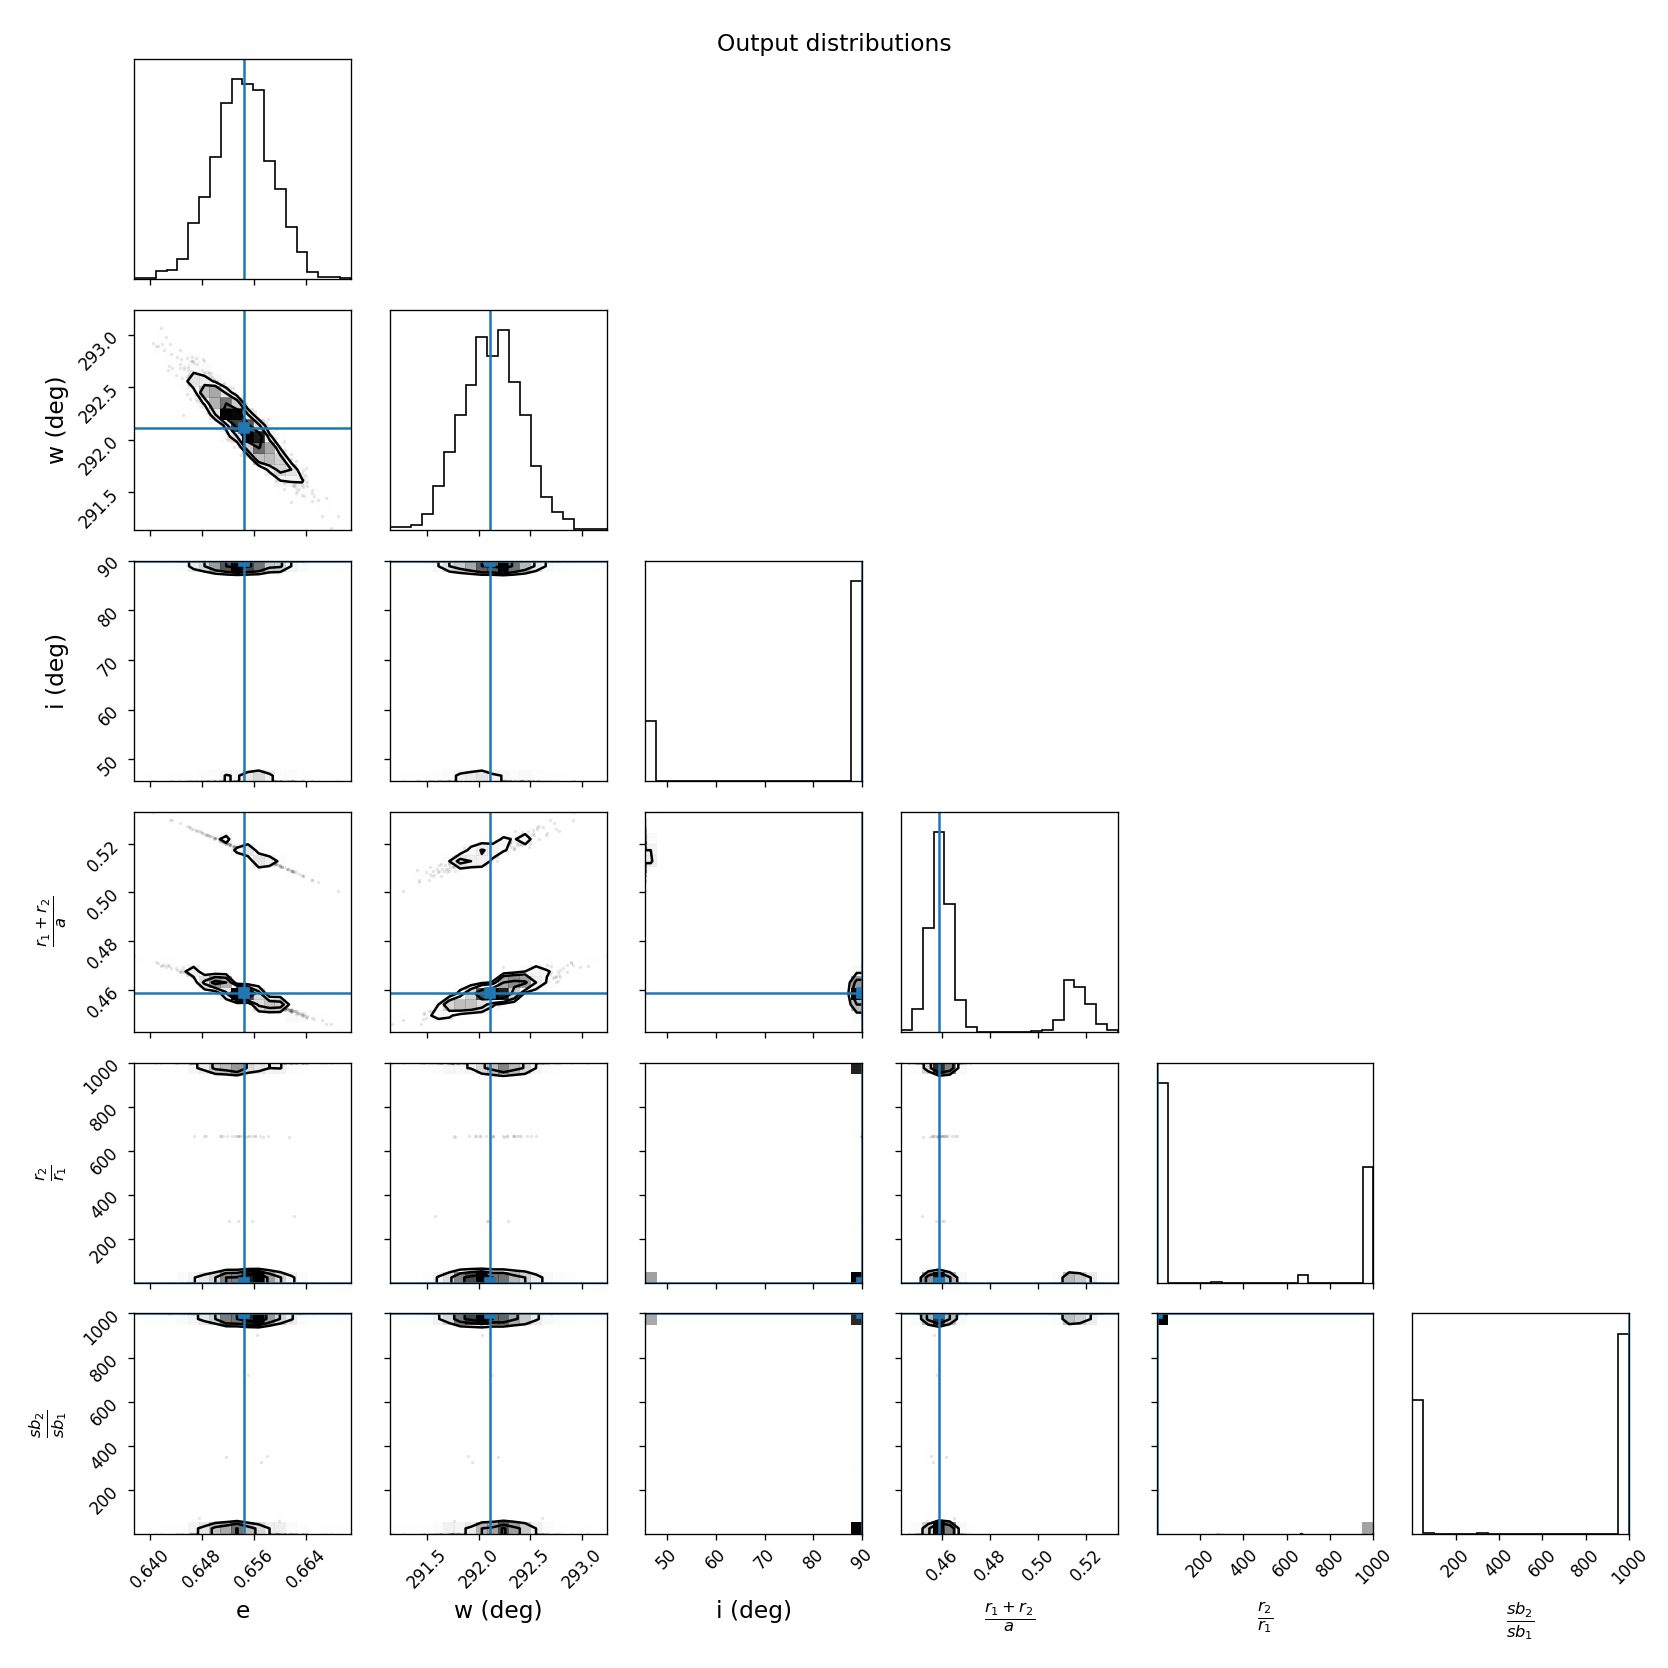 Output distributions
293.0
292.5
292.0
291.5
w (deg)
90
80
70
60
50
i (deg)
0.52
0.50
0.48
0.46
r₁ + r₂
a
1000
800
600
400
200
r₂
r₁
1000
800
600
400
200
sb₂
sb₁
0.640 0.648 0.656 0.664 291.5 292.0 292.5 293.0 50 60 70 80 90 0.46 0.48 0.50 0.52 200 400 600 800 1000 200 400 600 800 1000
e w (deg) i (deg)
r₁ + r₂
a
r₂
r₁
sb₂
sb₁